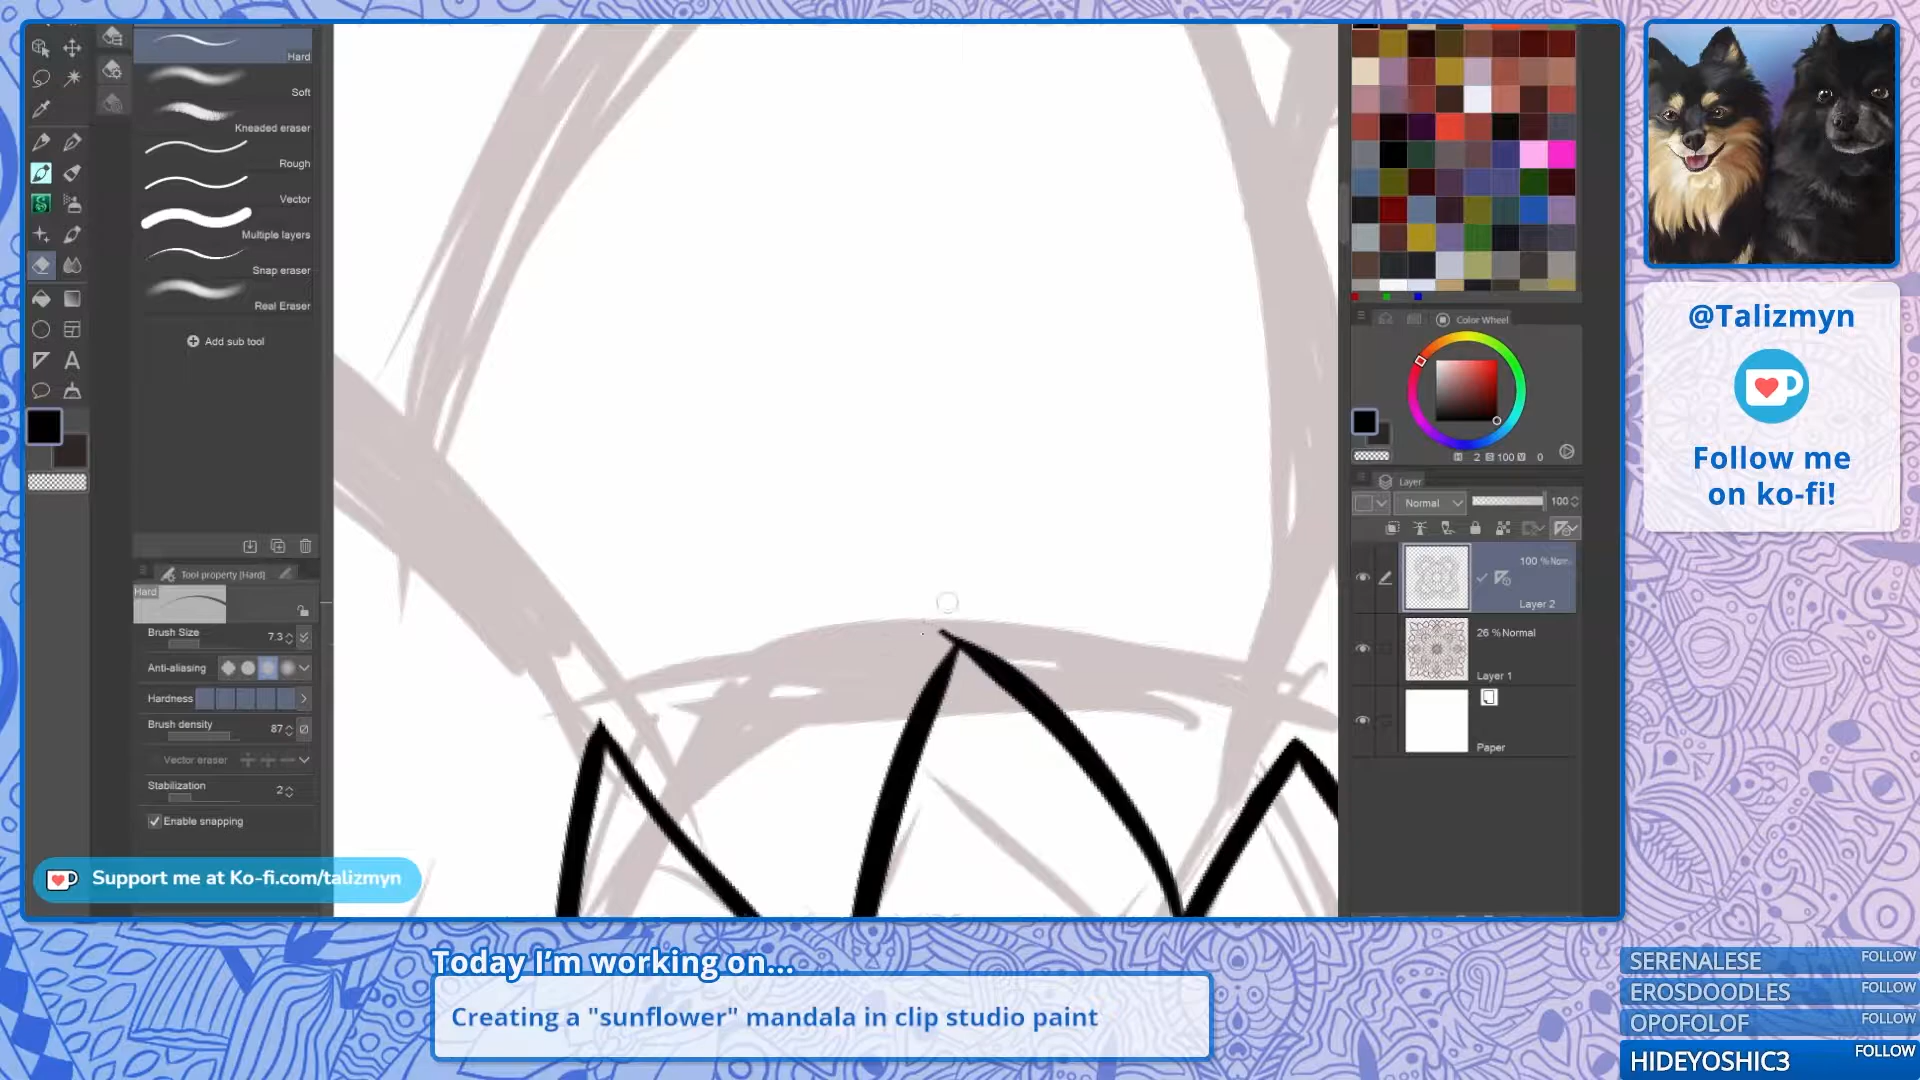 Hard
Soft
Kneaded eraser
Rough
Vector
Multiple layers
Snap eraser
Real Eraser
Add sub tool
Tool property [Hard]
Hard
Brush Size 7.3
Anti-aliasing
Hardness
Brush density 87
Vector eraser
Stabilization 2
Enable snapping
Support me at Ko-fi.com/talizmyn
Color Wheel
H 2 S 100 V 0
Layer
Normal 100
100 % Norm
Layer 2
26 % Normal
Layer 1
Paper
@Talizmyn
Follow me
on ko-fi!
Today I'm working on...
Creating a "sunflower" mandala in clip studio paint
SERENALESE FOLLOW
EROSDOODLES FOLLOW
OPOFOLOF FOLLOW
HIDEYOSHIC3 FOLLOW